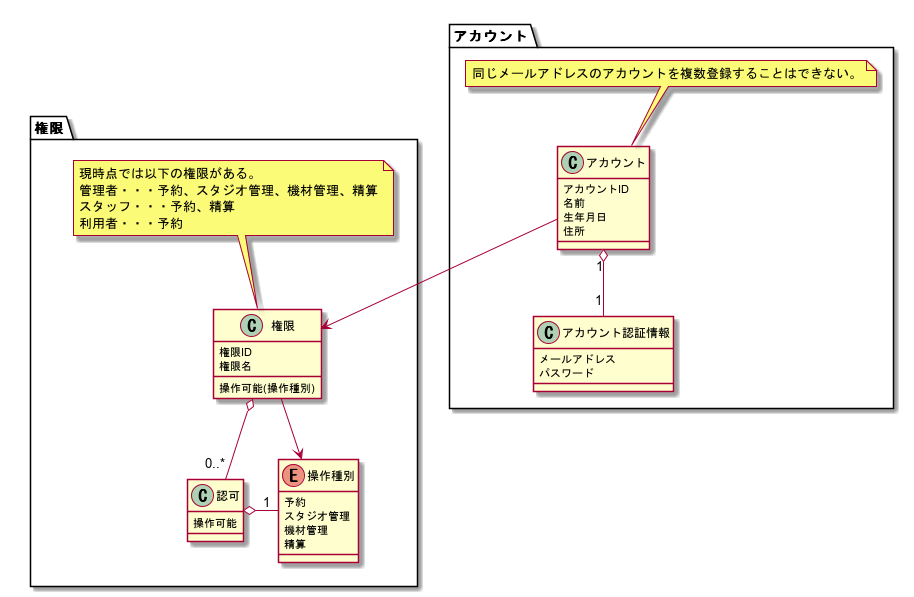 アカウント
同じメールアドレスのアカウントを複数登録することはできない。
権限
現時点では以下の権限がある。
管理者・・・予約、スタジオ管理、機材管理、精算
スタッフ・・・予約、精算
利用者・・・予約
C アカウント
アカウントID
名前
生年月日
住所
1
1
C アカウント認証情報
メールアドレス
パスワード
C 権限
権限ID
権限名
操作可能(操作種別)
0..*
C 認可
操作可能
1
E 操作種別
予約
スタジオ管理
機材管理
精算